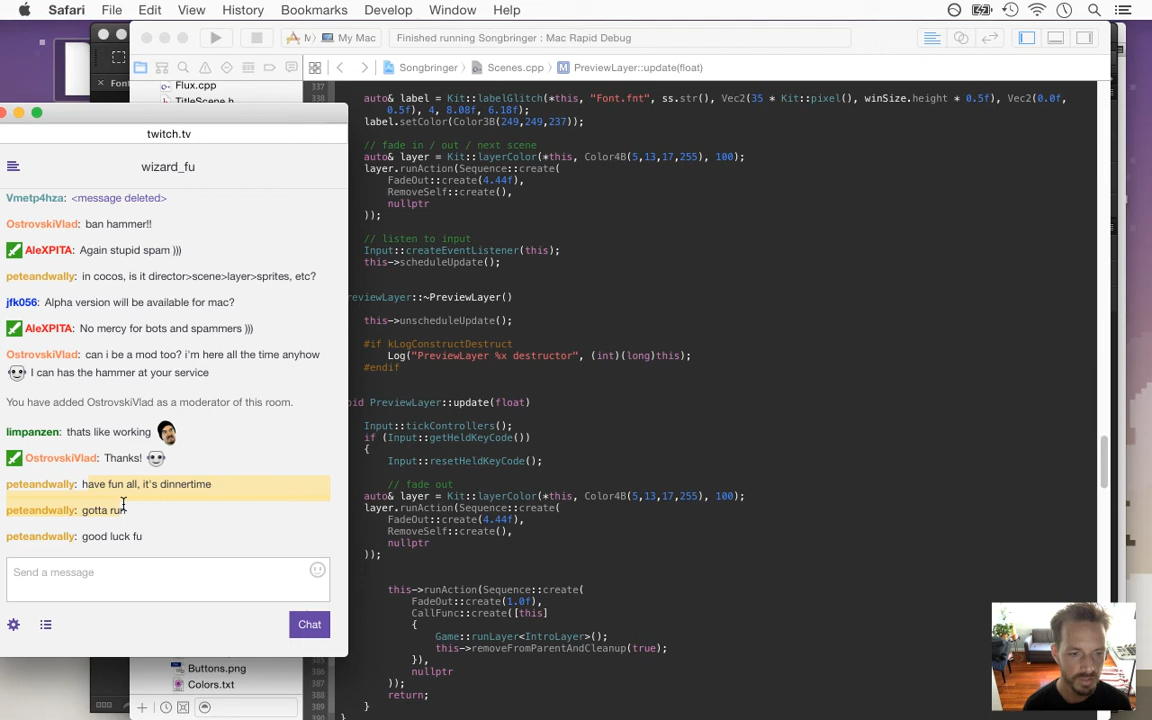 Safari File Edit View History Bookmarks Develop Window Help
My Mac
Finished running Songbringer : Mac Rapid Debug
Songbringer
Scenes.cpp
PreviewLayer::update(float)
Flux.cpp
TitleScene.h
Font
twitch.tv
wizard_fu
Vmetp4hza: <message deleted>
OstrovskiVlad: ban hammer!!
AleXPITA: Again stupid spam )))
peteandwally: in cocos, is it director>scene>layer>sprites, etc?
jfk056: Alpha version will be available for mac?
AleXPITA: No mercy for bots and spammers )))
OstrovskiVlad: can i be a mod too? i'm here all the time anyhow
I can has the hammer at your service
You have added OstrovskiVlad as a moderator of this room.
limpanzen: thats like working
OstrovskiVlad: Thanks!
peteandwally: have fun all, it's dinnertime
peteandwally: gotta run
peteandwally: good luck fu
Send a message
Chat
Buttons.png
Colors.txt
337
auto& label = Kit::labelGlitch(*this, "Font.fnt", ss.str(), Vec2(35 * Kit::pixel(), winSize.height * 0.5f), Vec2(0.0f,
0.5f), 4, 8.08f, 6.18f);
label.setColor(Color3B(249,249,237));
// fade in / out / next scene
auto& layer = Kit::layerColor(*this, Color4B(5,13,17,255), 100);
layer.runAction(Sequence::create(
FadeOut::create(4.44f),
RemoveSelf::create(),
nullptr
));
// listen to input
Input::createEventListener(this);
this->scheduleUpdate();
reviewLayer::~PreviewLayer()
this->unscheduleUpdate();
#if kLogConstructDestruct
Log("PreviewLayer %x destructor", (int)(long)this);
#endif
oid PreviewLayer::update(float)
Input::tickControllers();
if (Input::getHeldKeyCode())
{
Input::resetHeldKeyCode();
// fade out
auto& layer = Kit::layerColor(*this, Color4B(5,13,17,255), 100);
layer.runAction(Sequence::create(
FadeOut::create(4.44f),
RemoveSelf::create(),
nullptr
));
this->runAction(Sequence::create(
FadeOut::create(1.0f),
CallFunc::create([this]
{
Game::runLayer<IntroLayer>();
this->removeFromParentAndCleanup(true);
}),
386 nullptr
387 ));
388 return;
389 }
390 }